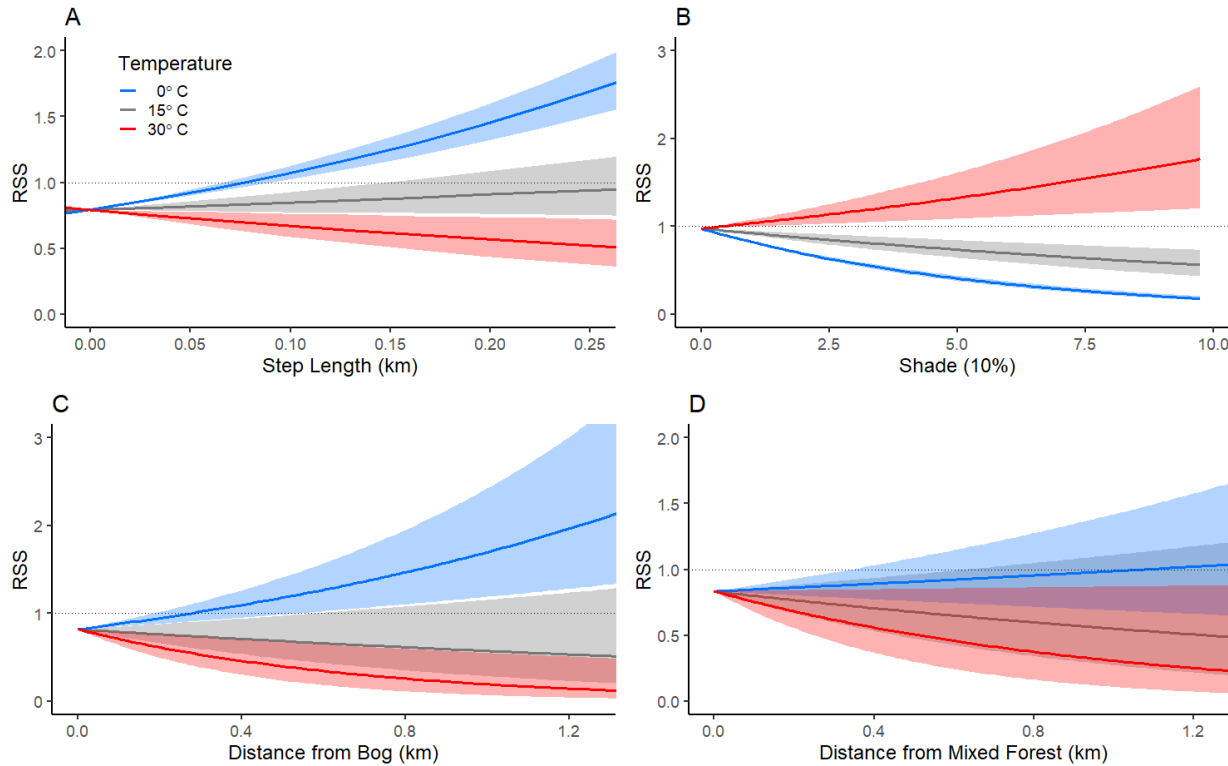 A
Temperature
0° C
15° C
30° C
RSS
2.0
1.5
1.0
0.5
0.0
0.00 0.05 0.10 0.15 0.20 0.25
Step Length (km)
B
RSS
3
2
1
0
0.0 2.5 5.0 7.5 10.0
Shade (10%)
C
RSS
3
2
1
0
0.0 0.4 0.8 1.2
Distance from Bog (km)
D
RSS
2.0
1.5
1.0
0.5
0.0
0.0 0.4 0.8 1.2
Distance from Mixed Forest (km)